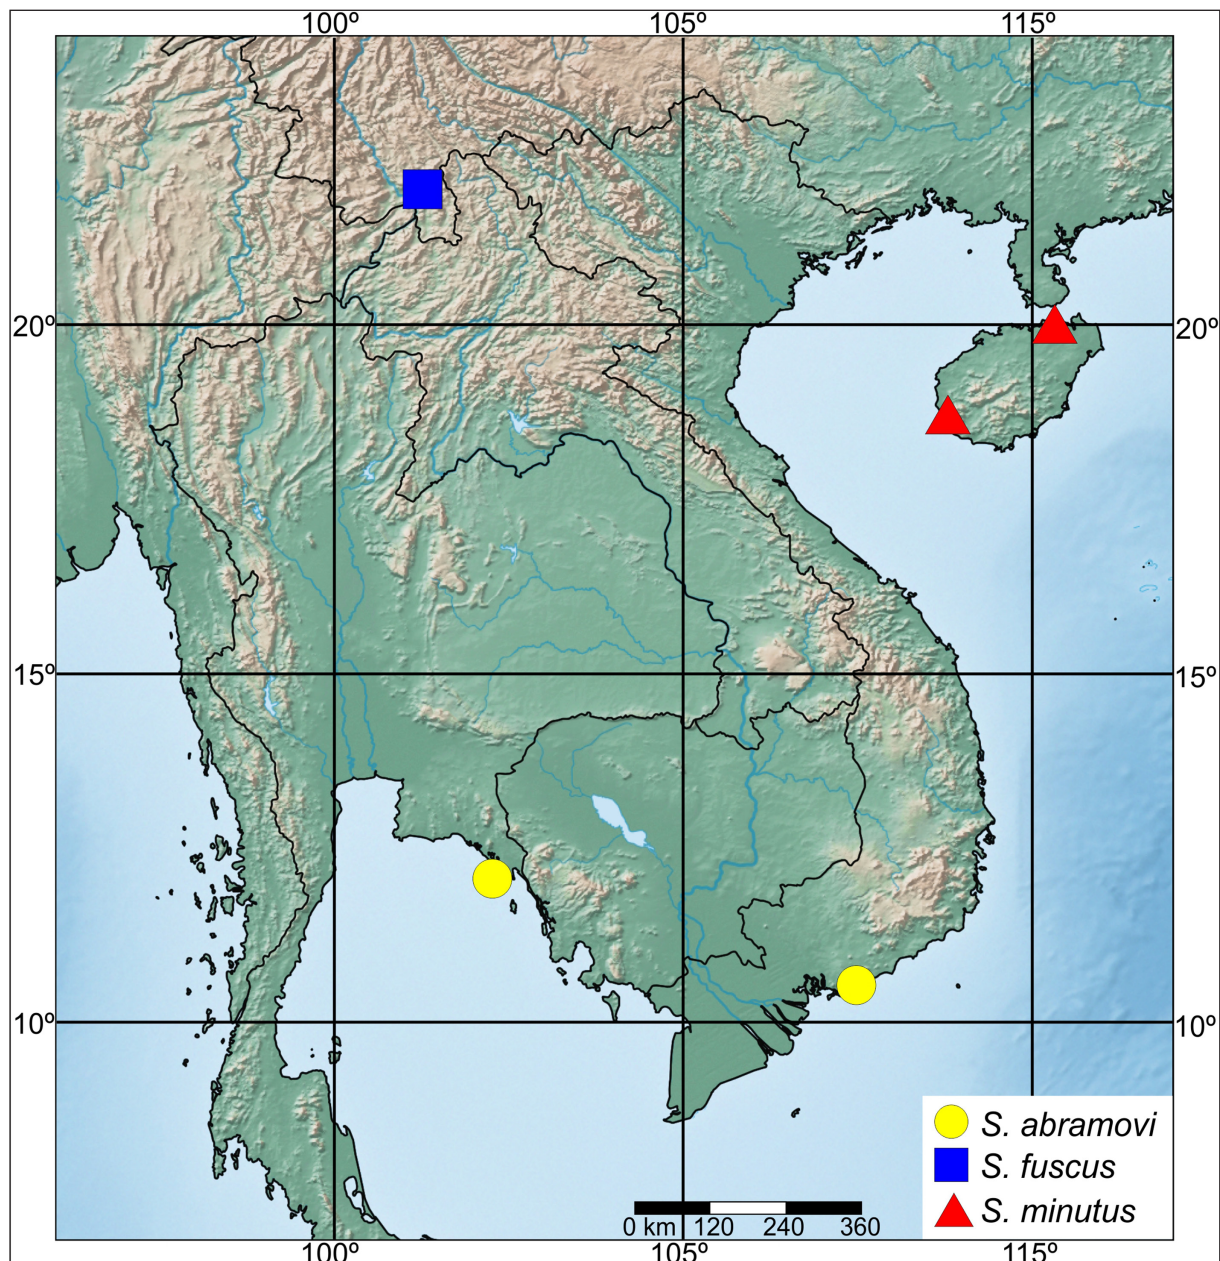 100º 105º 115º
20º 20º
15º 15º
10º 10º
S. abramovi
S. fuscus
S. minutus
0 km 120 240 360
100º 105º 115º